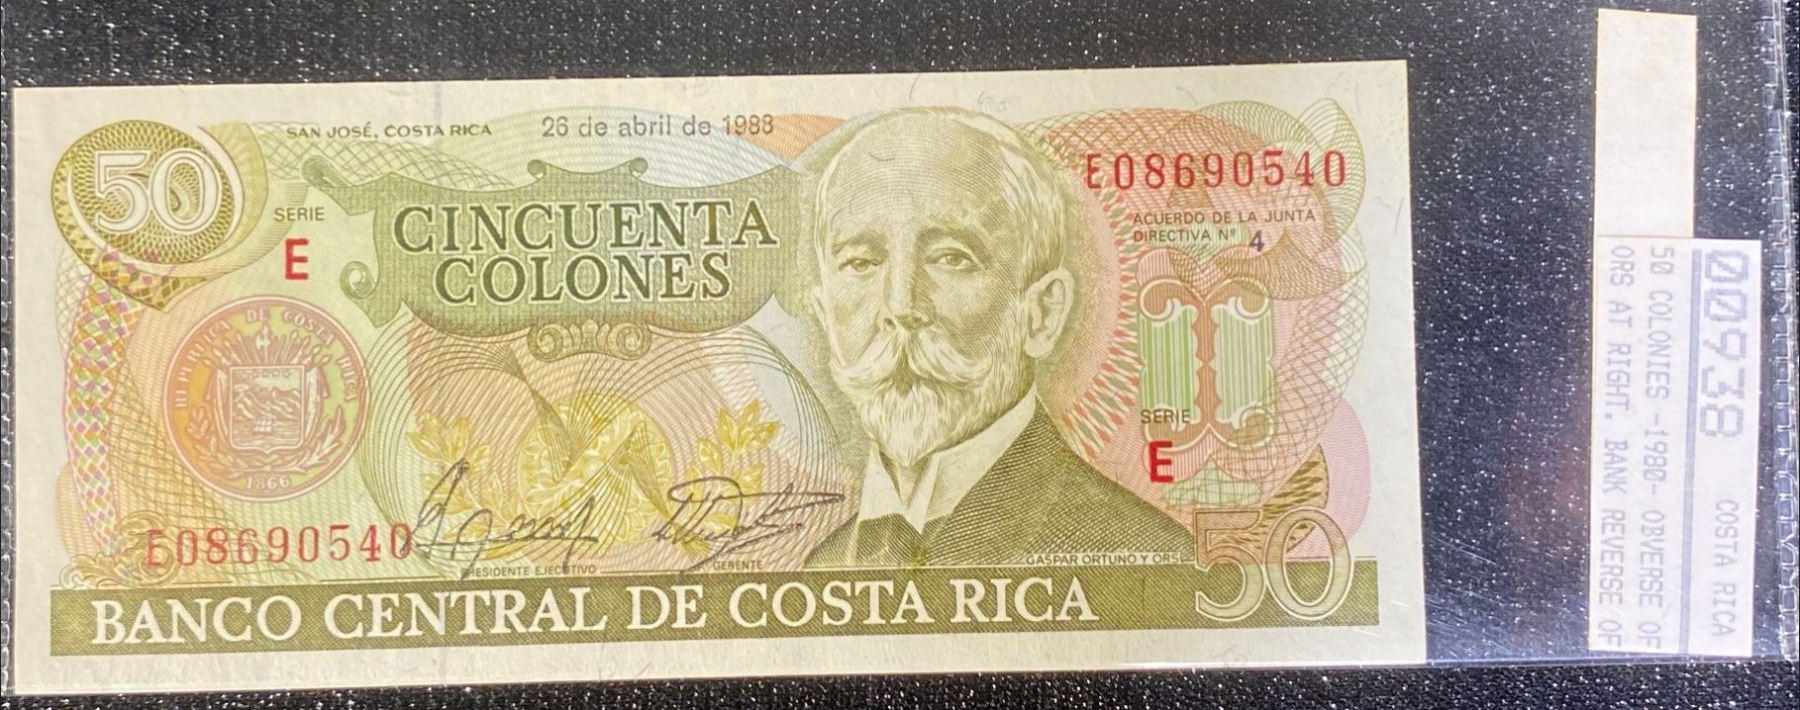 50
SAN JOSÉ, COSTA RICA
26 de abril de 1988
E08690540
SERIE
E
CINCUENTA
COLONES
ACUERDO DE LA JUNTA
DIRECTIVA Nº 4
REPUBLICA DE COSTA RICA
1866
SERIE
E
E08690540
PRESIDENTE EJECUTIVO
GERENTE
GASPAR ORTUÑO Y ORS
50
BANCO CENTRAL DE COSTA RICA
00938 COSTA RICA
50 COLONIES -1980- OBVERSE OF
ORS AT RIGHT. BANK REVERSE OF